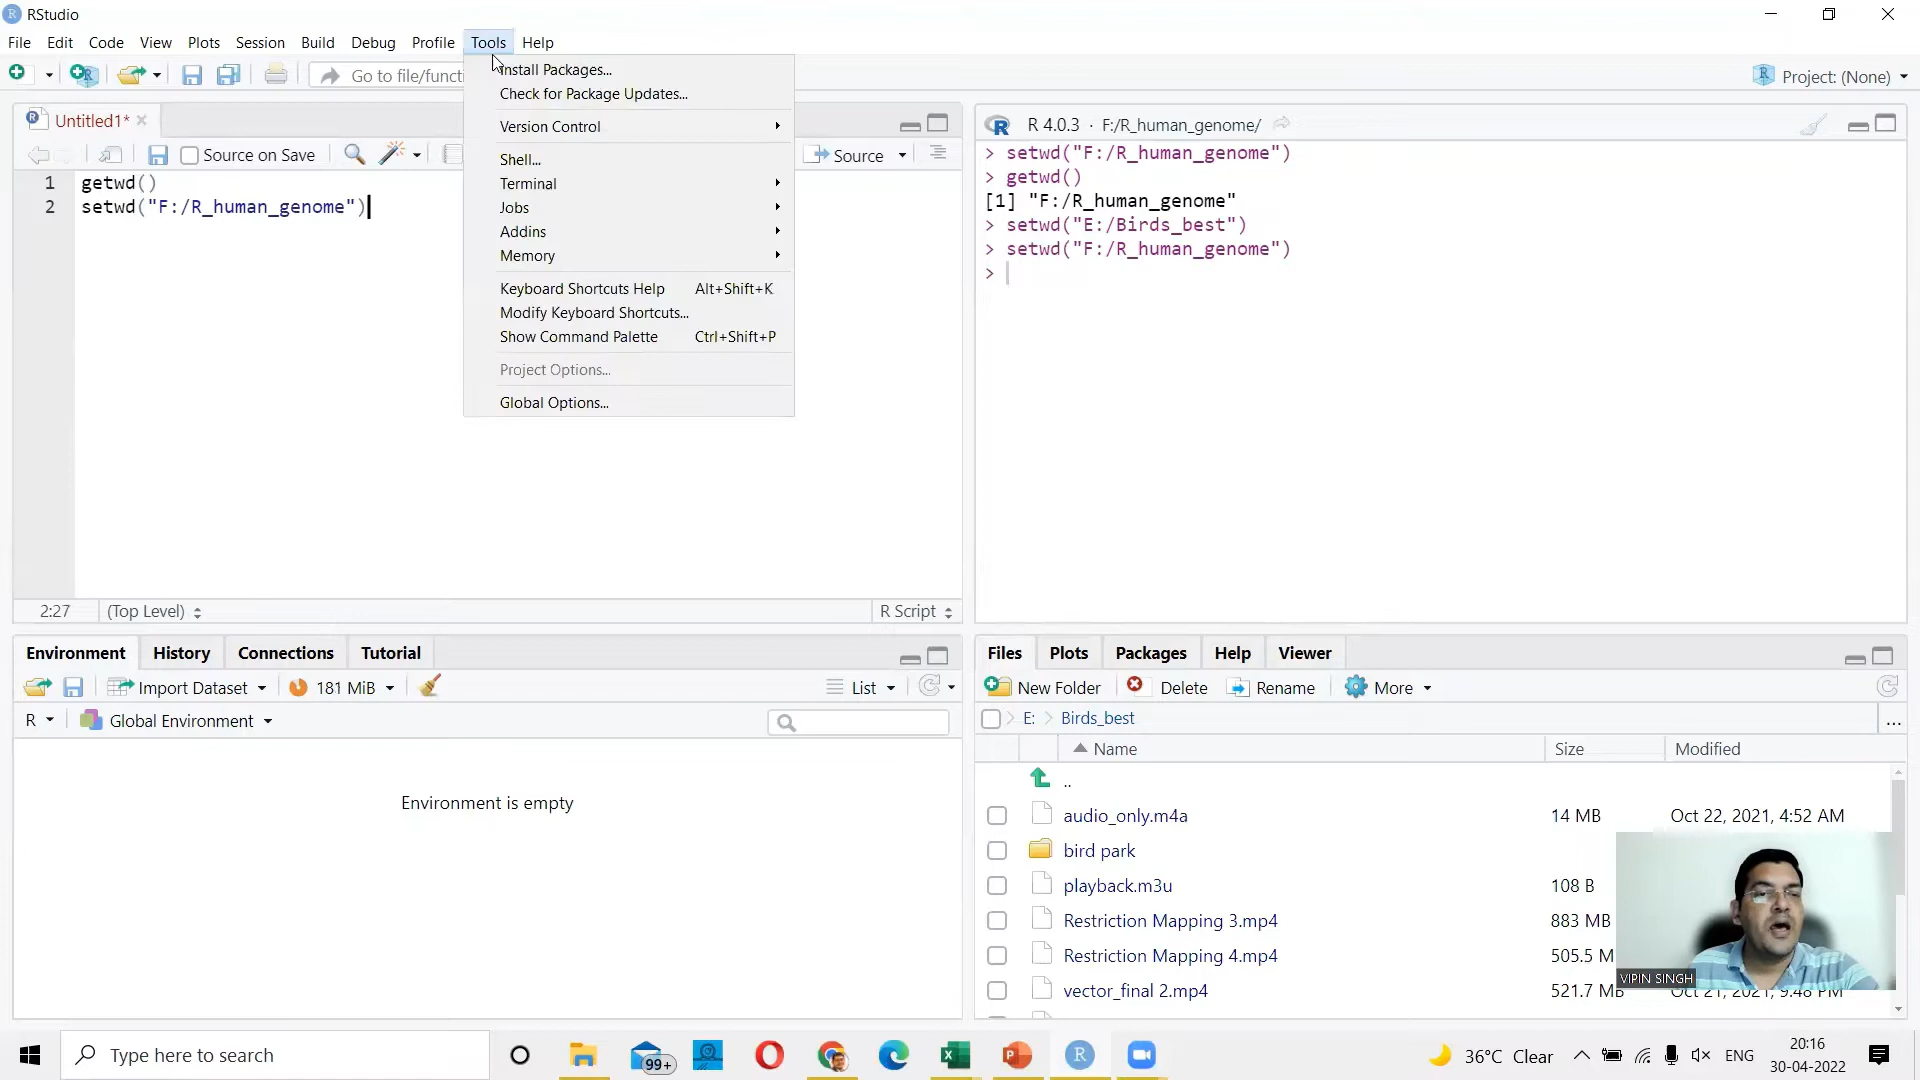 RStudio
File Edit Code View Plots Session Build Debug Profile Tools Help
Go to file/functi
Project: (None)
Install Packages...
Check for Package Updates...
Version Control
Shell...
Terminal
Jobs
Addins
Memory
Keyboard Shortcuts Help Alt+Shift+K
Modify Keyboard Shortcuts...
Show Command Palette Ctrl+Shift+P
Project Options...
Global Options...
Untitled1*
Source on Save
Source
1 getwd()
2 setwd("F:/R_human_genome")
2:27 (Top Level) R Script
R 4.0.3 · F:/R_human_genome/
> setwd("F:/R_human_genome")
> getwd()
[1] "F:/R_human_genome"
> setwd("E:/Birds_best")
> setwd("F:/R_human_genome")
>
Environment History Connections Tutorial
Import Dataset 181 MiB List
R Global Environment
Environment is empty
Files Plots Packages Help Viewer
New Folder Delete Rename More
E: Birds_best ...
Name Size Modified
..
audio_only.m4a 14 MB Oct 22, 2021, 4:52 AM
bird park
playback.m3u 108 B
Restriction Mapping 3.mp4 883 MB
Restriction Mapping 4.mp4 505.5 M
vector_final 2.mp4 521.7 MB Oct 21, 2021, 9:48 PM
VIPIN SINGH
Type here to search
99+
36°C Clear
ENG
20:16
30-04-2022